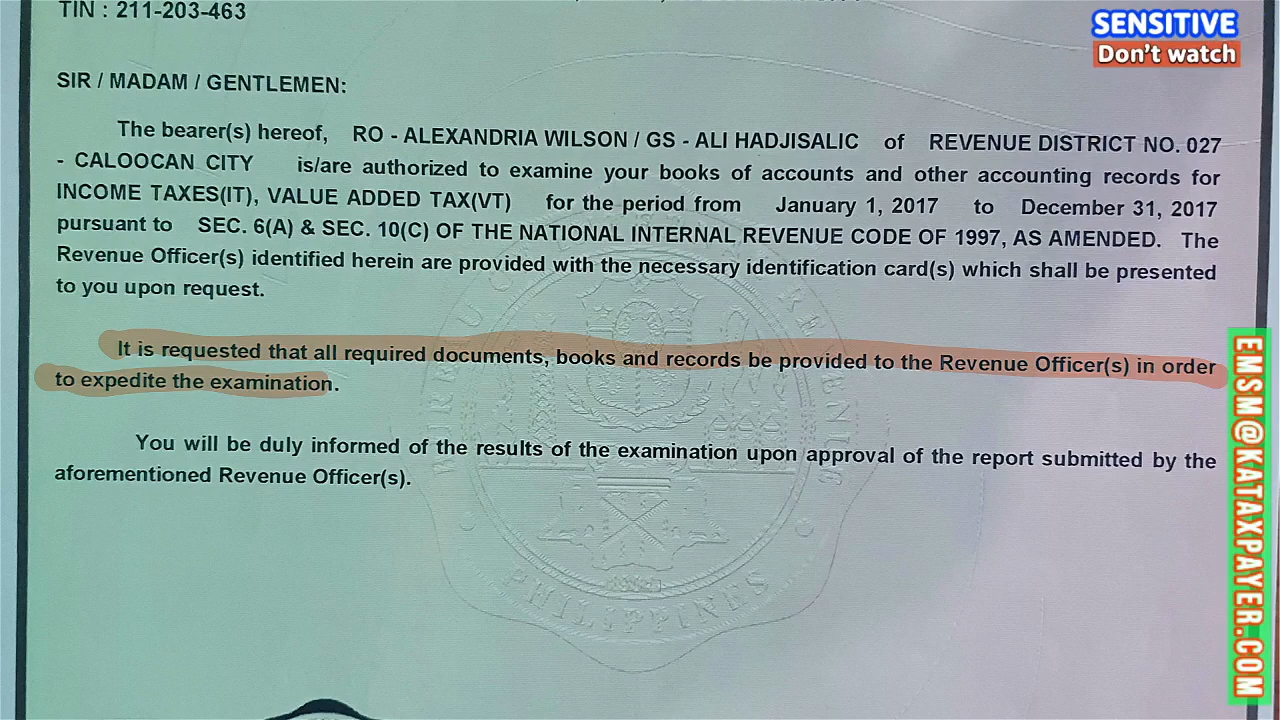 TIN : 211-203-463
SENSITIVE
Don't watch
SIR / MADAM / GENTLEMEN:
The bearer(s) hereof, RO - ALEXANDRIA WILSON / GS - ALI HADJISALIC of REVENUE DISTRICT NO. 027
- CALOOCAN CITY is/are authorized to examine your books of accounts and other accounting records for
INCOME TAXES(IT), VALUE ADDED TAX(VT) for the period from January 1, 2017 to December 31, 2017
pursuant to SEC. 6(A) & SEC. 10(C) OF THE NATIONAL INTERNAL REVENUE CODE OF 1997, AS AMENDED. The
Revenue Officer(s) identified herein are provided with the necessary identification card(s) which shall be presented
to you upon request.
It is requested that all required documents, books and records be provided to the Revenue Officer(s) in order
to expedite the examination.
You will be duly informed of the results of the examination upon approval of the report submitted by the
aforementioned Revenue Officer(s).
PHILIPPINES
EMSM@KATAXPAYER.COM